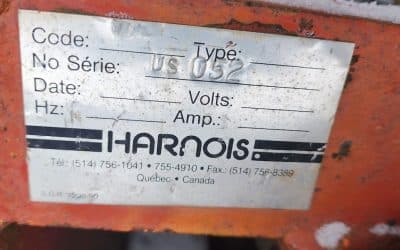 Code: Type:
No Série: US 052
Date: Volts:
Hz: Amp.:
HARNOIS.
Tél.: (514) 756-1041 • 755-4910 • Fax.: (514) 756-8389
Québec • Canada